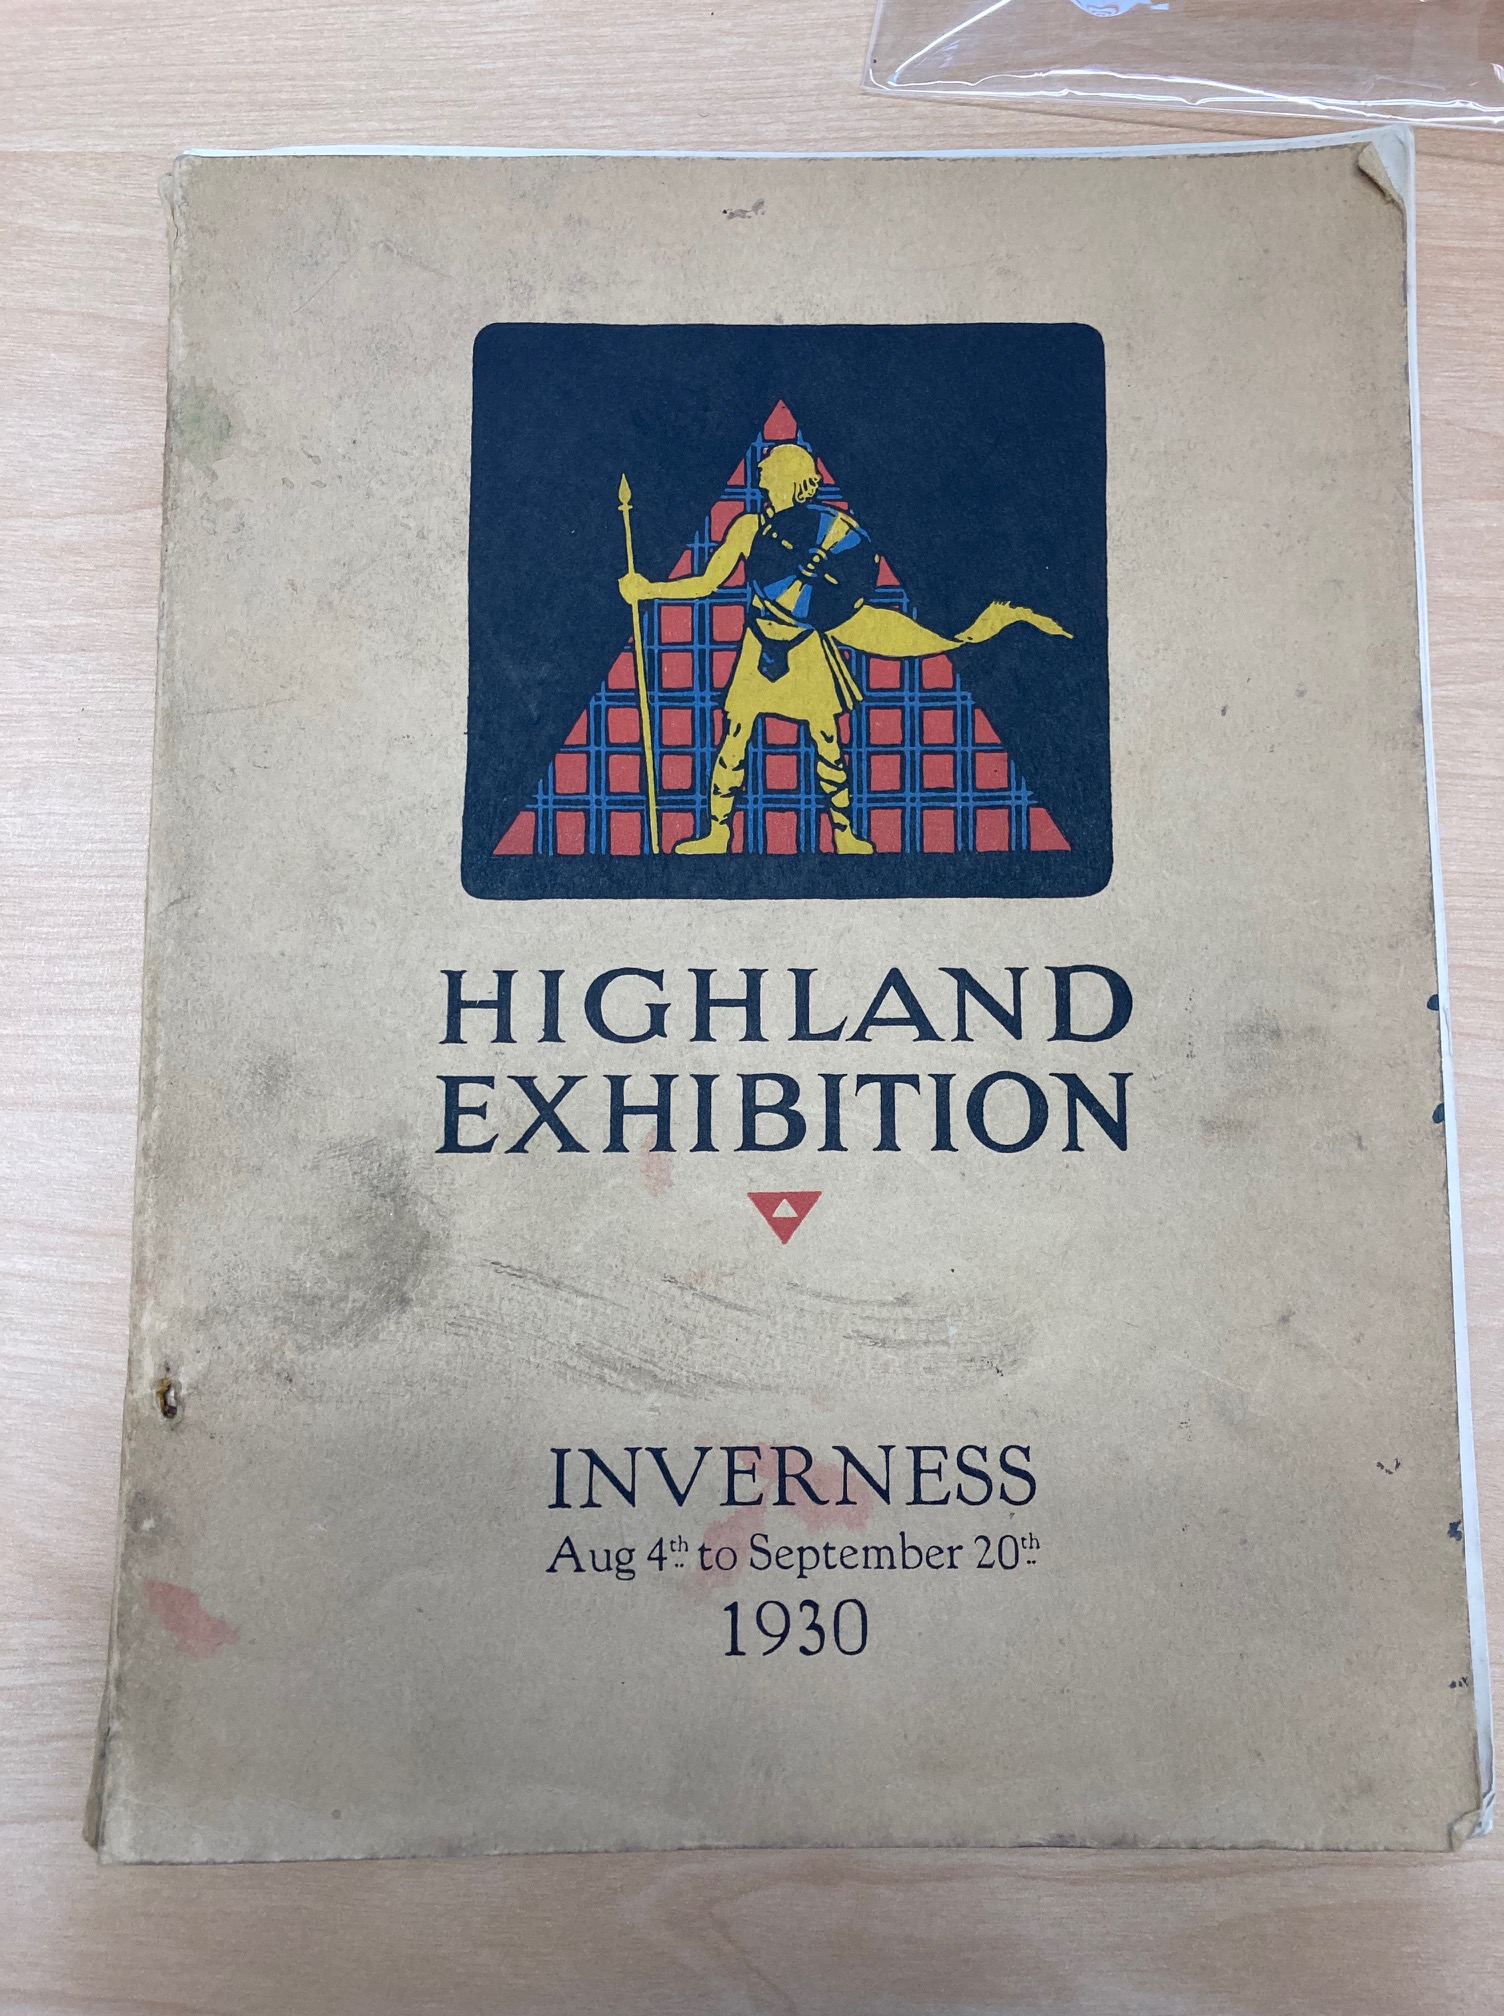 HIGHLAND
EXHIBITION
INVERNESS
Aug 4th to September 20th
1930